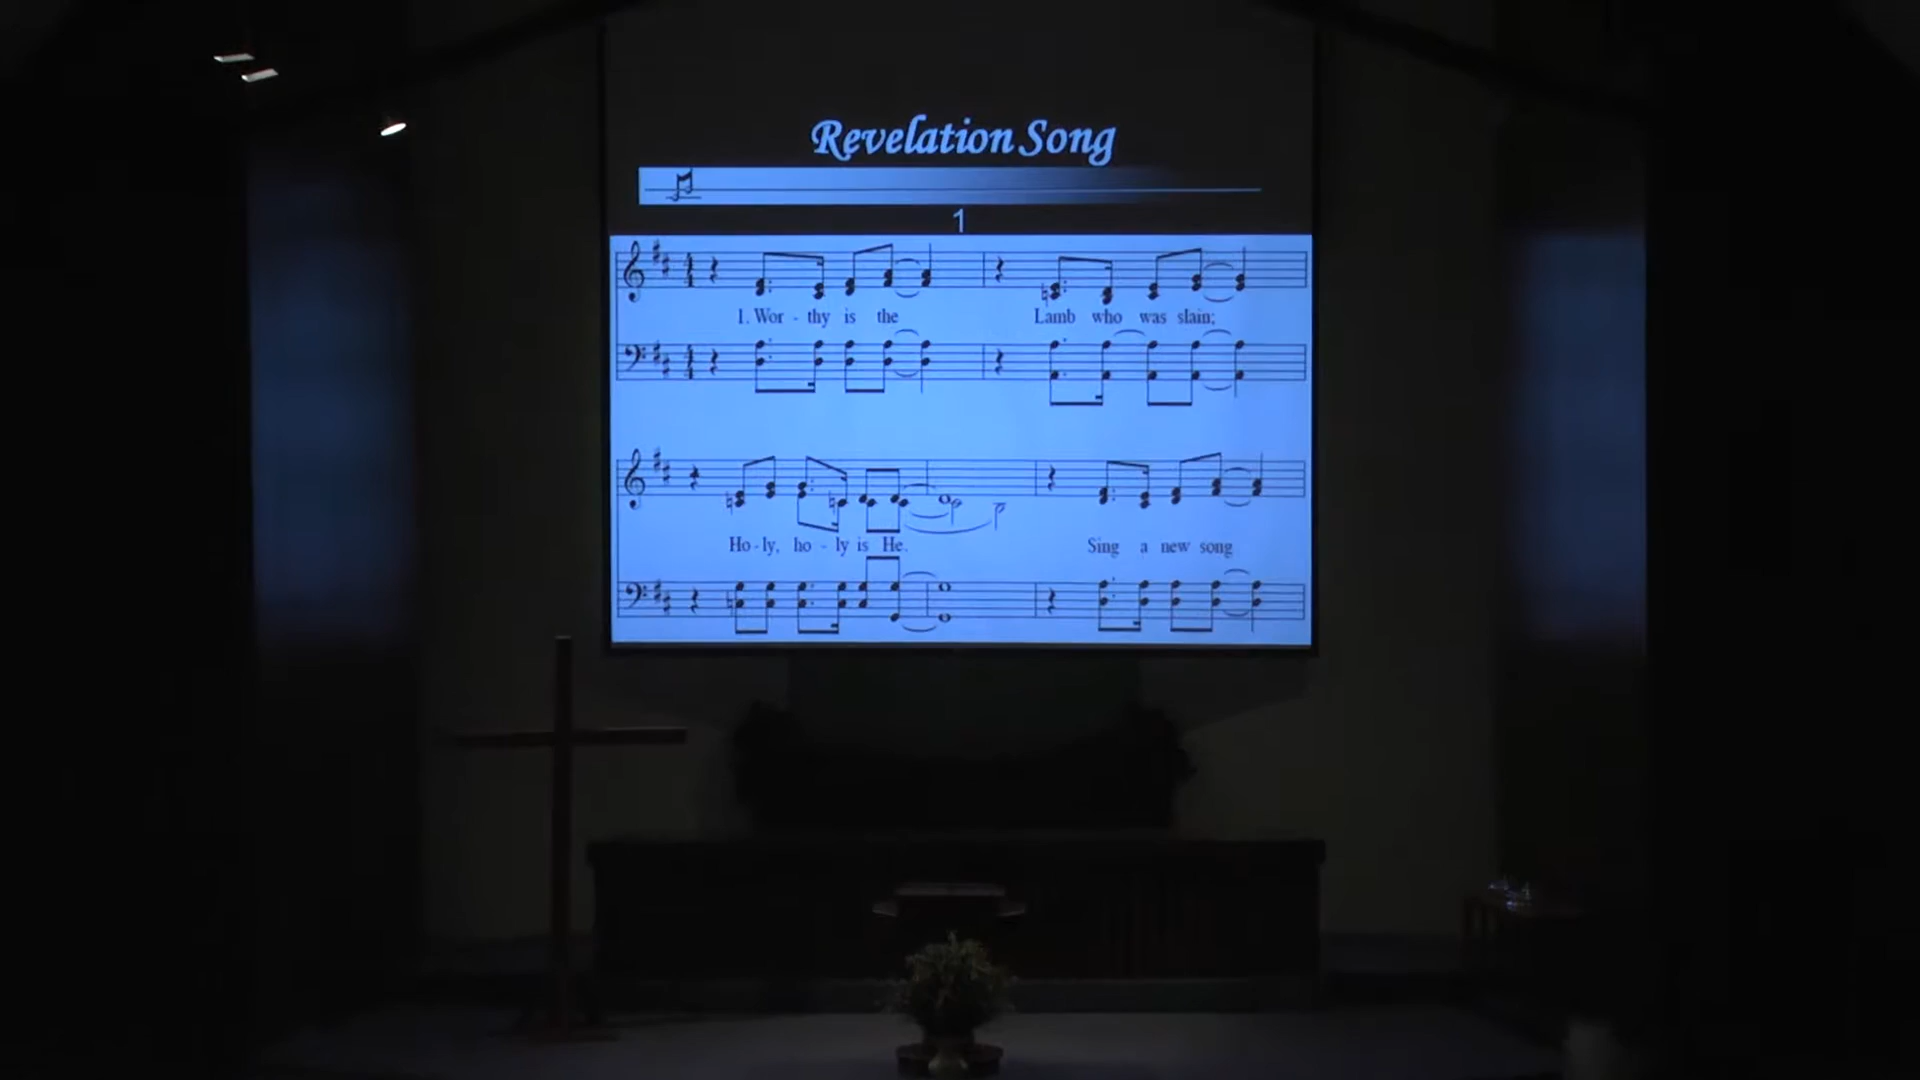 Revelation Song
1
1. Wor - thy is the Lamb who was slain;
Ho - ly, ho - ly is He. Sing a new song